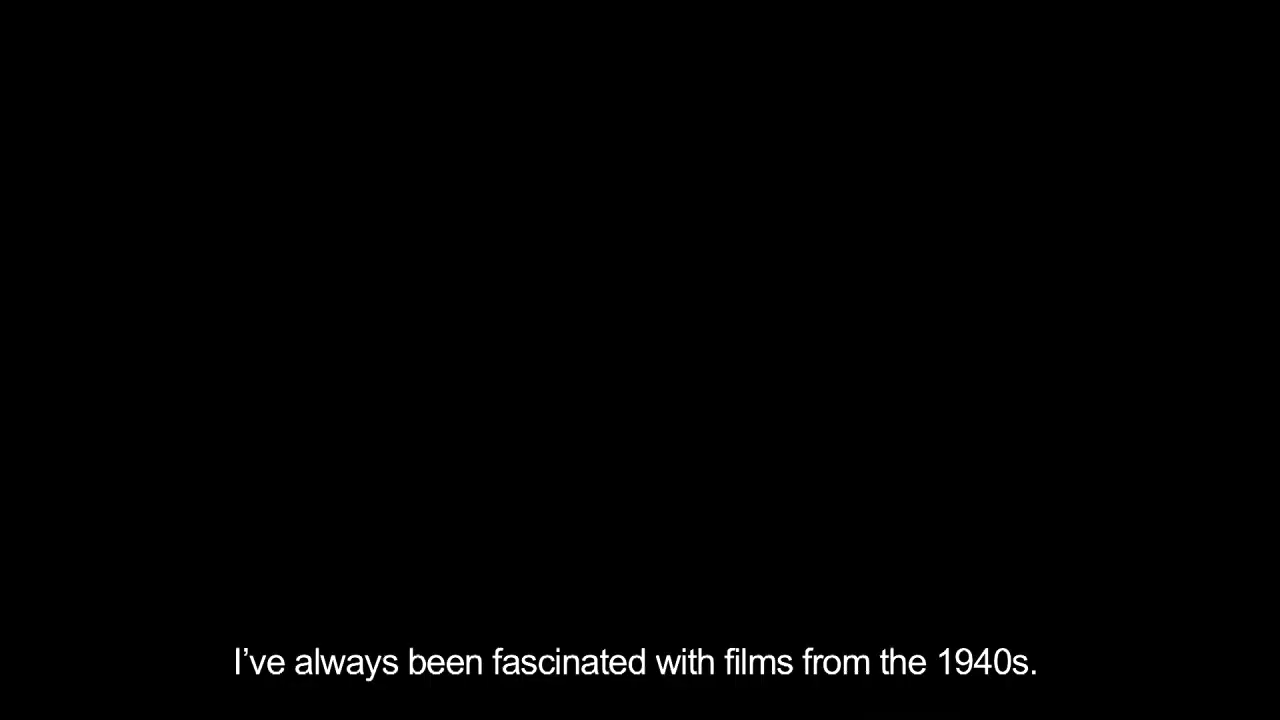 I’ve always been fascinated with films from the 1940s.